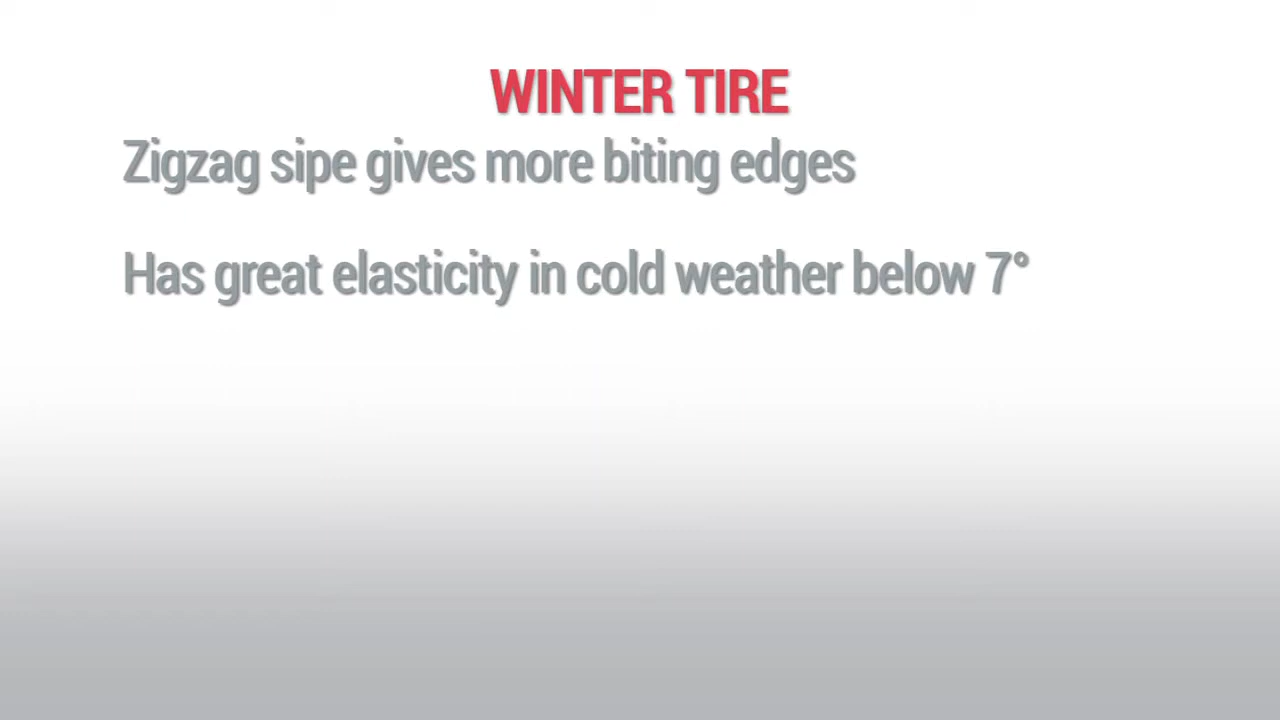 WINTER TIRE
Zigzag sipe gives more biting edges
Has great elasticity in cold weather below 7°